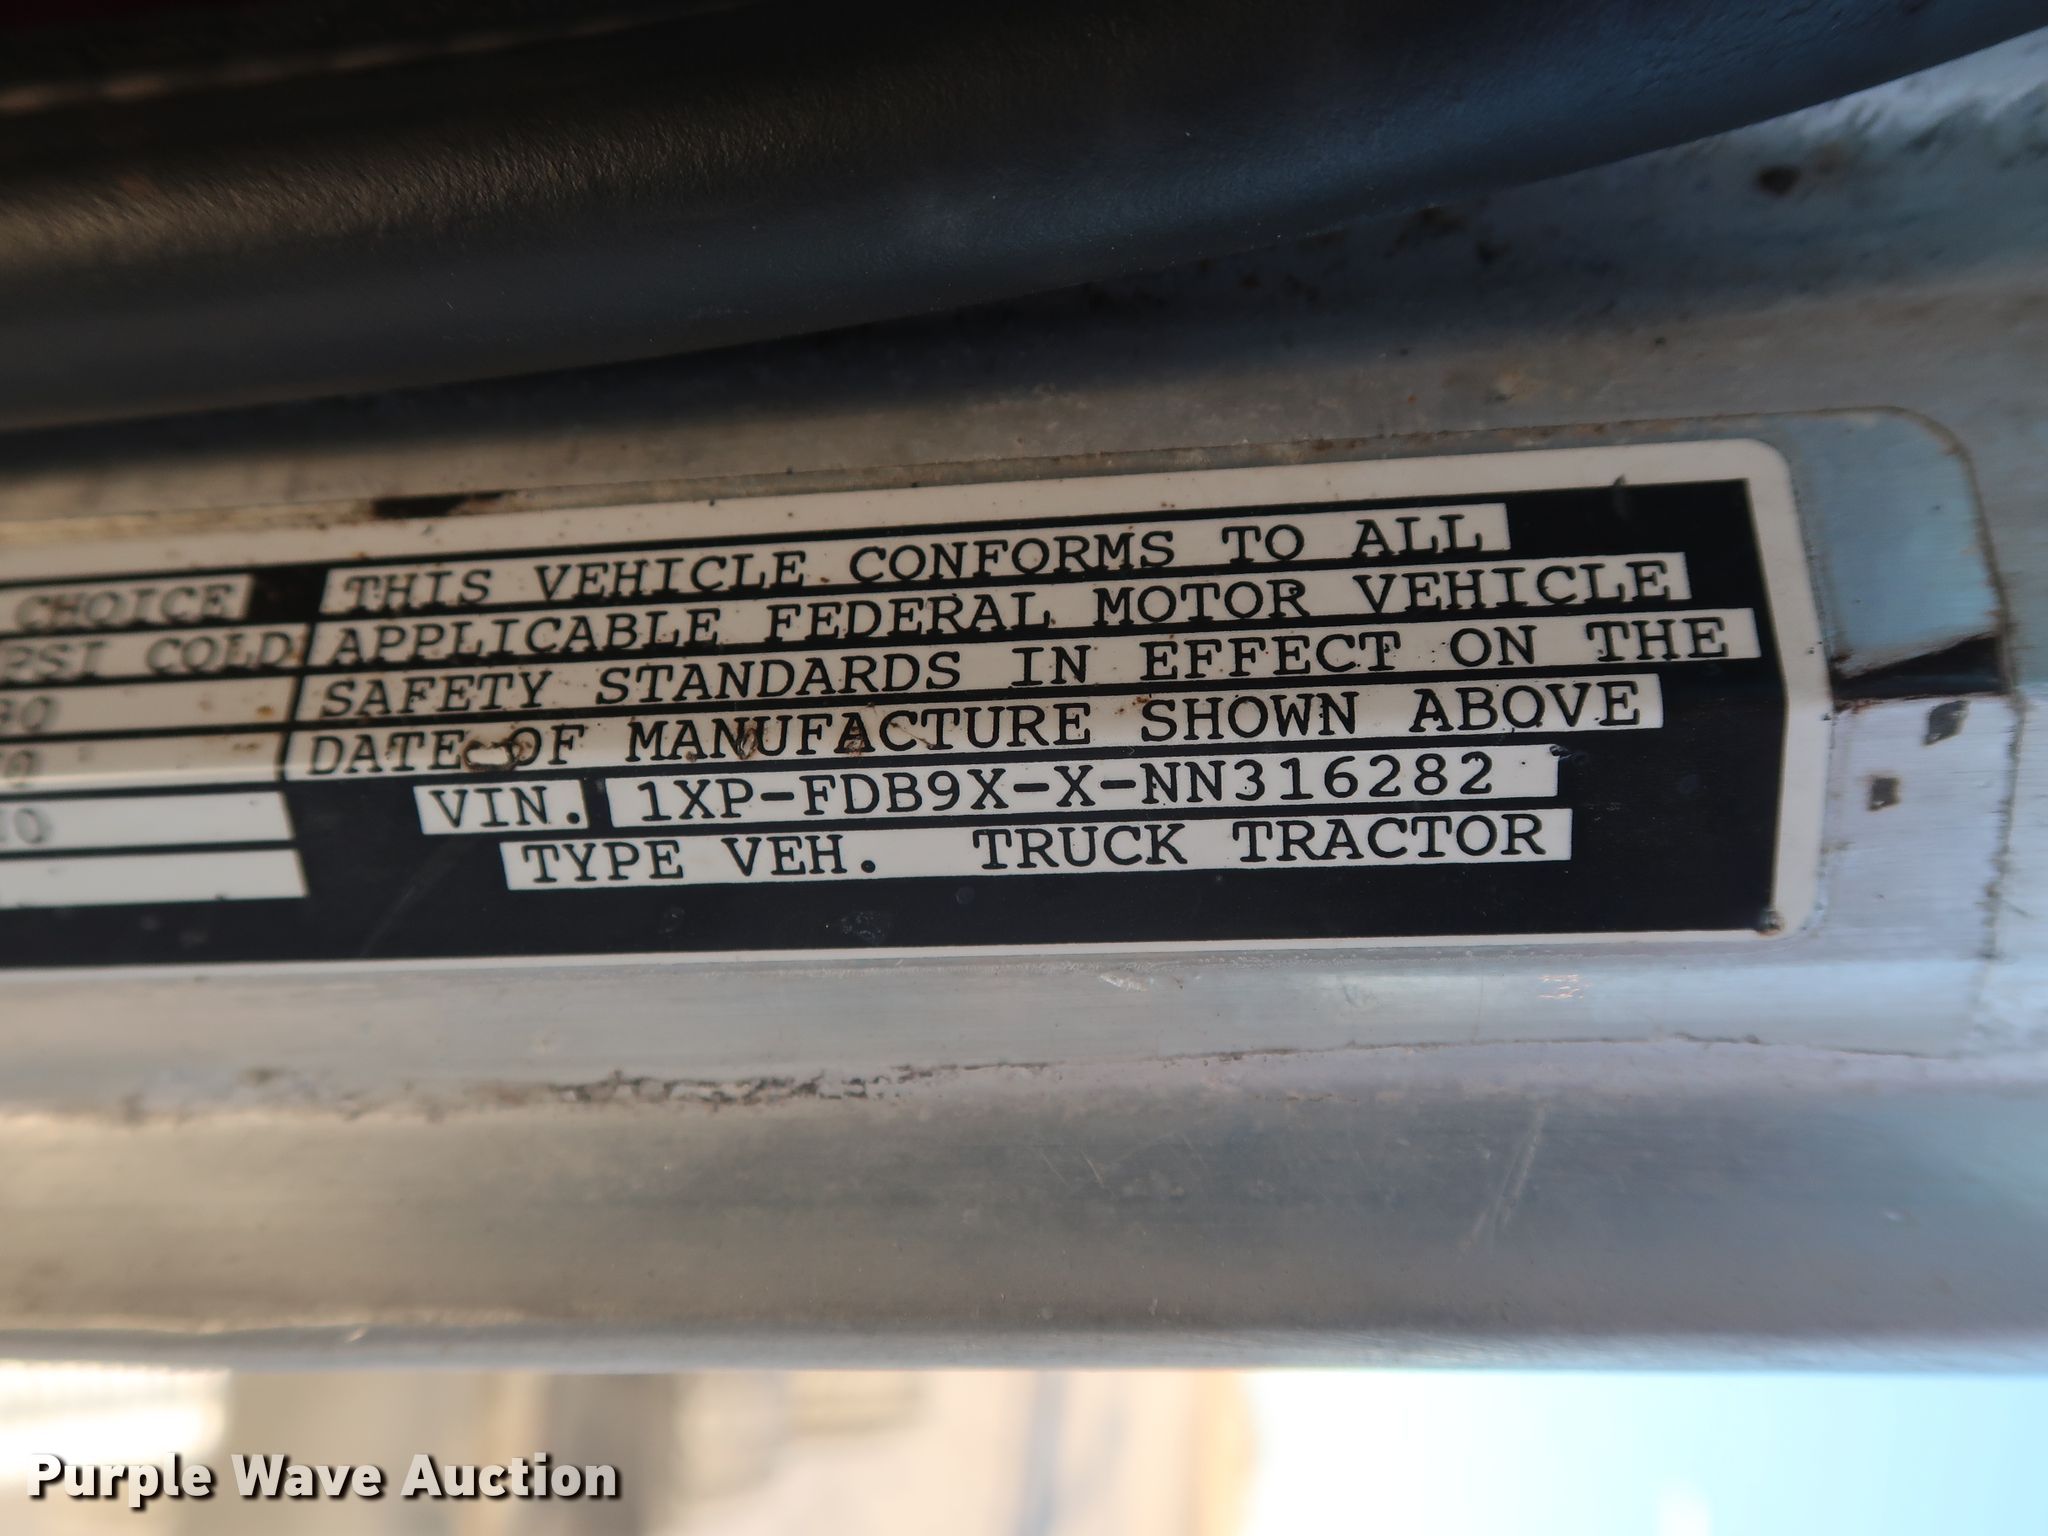 CHOICE
PSI COLD
THIS VEHICLE CONFORMS TO ALL
APPLICABLE FEDERAL MOTOR VEHICLE
SAFETY STANDARDS IN EFFECT ON THE
DATE OF MANUFACTURE SHOWN ABOVE
VIN. 1XP-FDB9X-X-NN316282
TYPE VEH. TRUCK TRACTOR
Purple Wave Auction